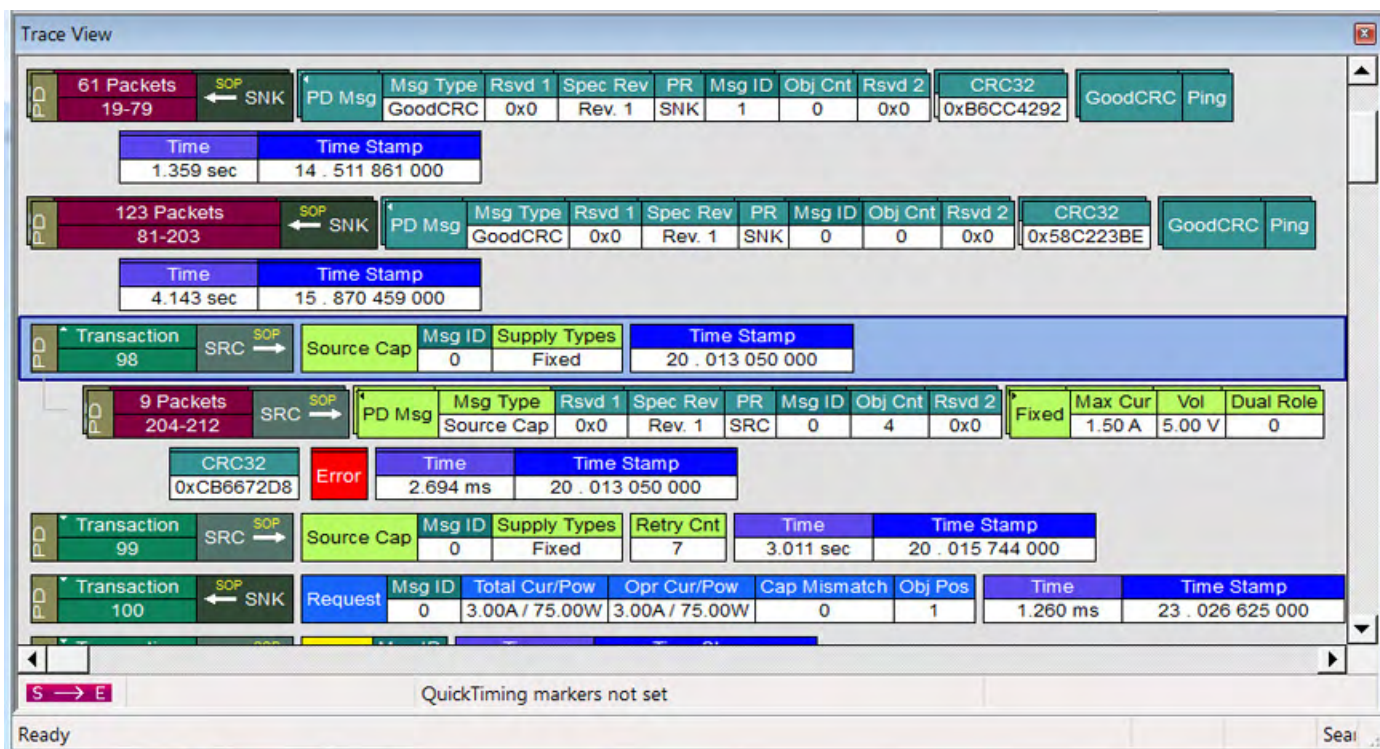 Trace View
PD 61 Packets SOP SNK PD Msg Msg Type Rsvd 1 Spec Rev PR Msg ID Obj Cnt Rsvd 2 CRC32 GoodCRC Ping
19-79 GoodCRC 0x0 Rev. 1 SNK 1 0 0x0 0xB6CC4292
Time Time Stamp
1.359 sec 14 . 511 861 000
PD 123 Packets SOP SNK PD Msg Msg Type Rsvd 1 Spec Rev PR Msg ID Obj Cnt Rsvd 2 CRC32 GoodCRC Ping
81-203 GoodCRC 0x0 Rev. 1 SNK 0 0 0x0 0x58C223BE
Time Time Stamp
4.143 sec 15 . 870 459 000
PD Transaction SRC SOP Source Cap Msg ID Supply Types Time Stamp
98 0 Fixed 20 . 013 050 000
PD 9 Packets SRC SOP PD Msg Msg Type Rsvd 1 Spec Rev PR Msg ID Obj Cnt Rsvd 2 Fixed Max Cur Vol Dual Role
204-212 Source Cap 0x0 Rev. 1 SRC 0 4 0x0 1.50 A 5.00 V 0
CRC32 Error Time Time Stamp
0xCB6672D8 2.694 ms 20 . 013 050 000
PD Transaction SRC SOP Source Cap Msg ID Supply Types Retry Cnt Time Time Stamp
99 0 Fixed 7 3.011 sec 20 . 015 744 000
PD Transaction SOP SNK Request Msg ID Total Cur/Pow Opr Cur/Pow Cap Mismatch Obj Pos Time Time Stamp
100 0 3.00A / 75.00W 3.00A / 75.00W 0 1 1.260 ms 23 . 026 625 000
S → E QuickTiming markers not set
Ready